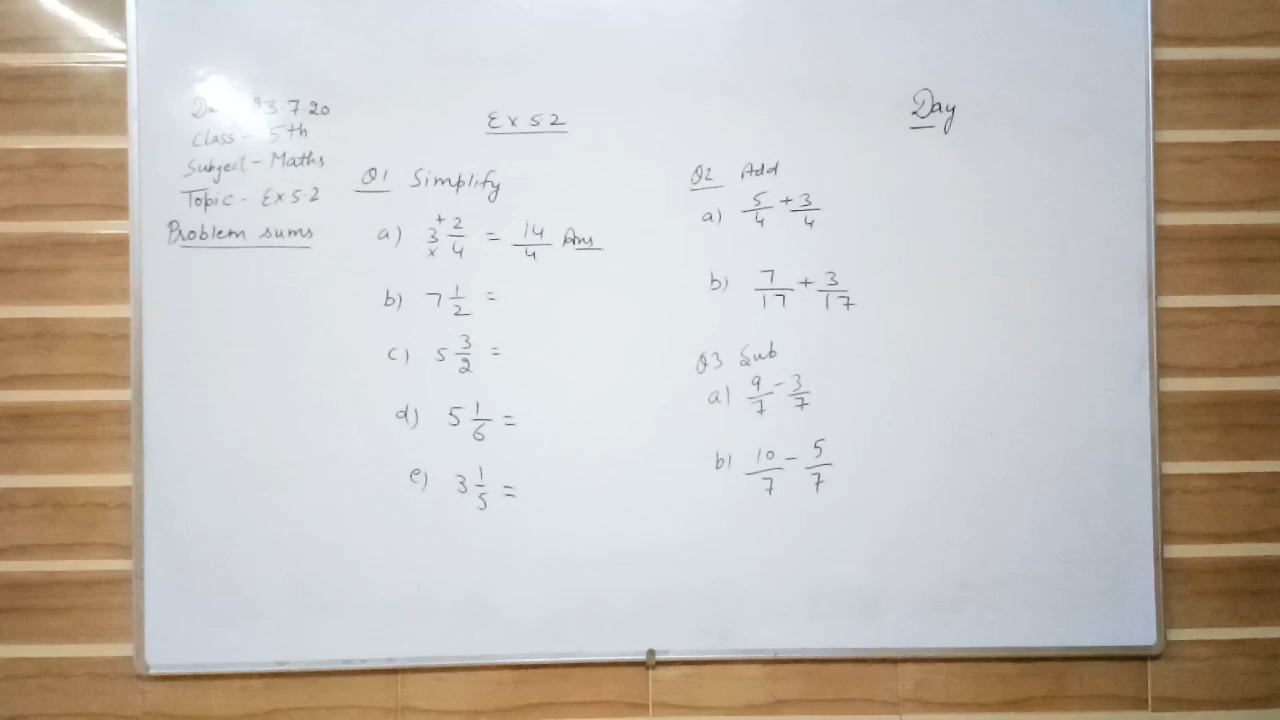 23.7.20
Class - 5th
Subject - Maths
Topic - Ex 5.2
Problem sums
Ex 5.2
Q1 Simplify
a) 3 2/4 = 14/4 Ans
+
×
b) 7 1/2 =
c) 5 3/2 =
d) 5 1/6 =
e) 3 1/5 =
Day
Q2 Add
a) 5/4 + 3/4
b) 7/17 + 3/17
Q3 Sub
a) 9/7 - 3/7
b) 10/7 - 5/7